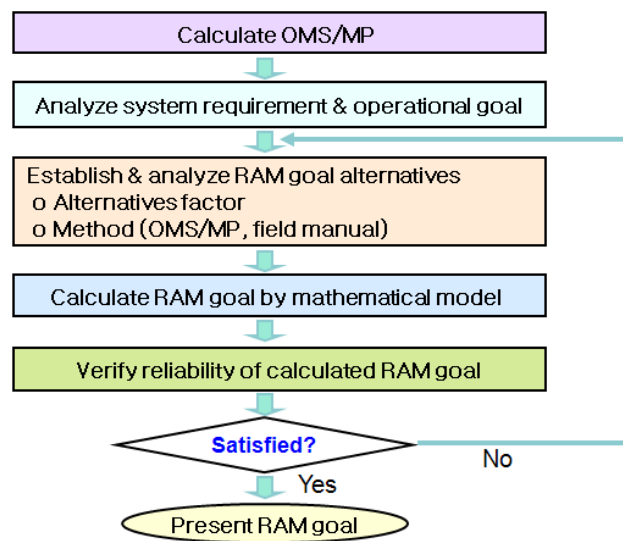 Calculate OMS/MP
Analyze system requirement & operational goal
Establish & analyze RAM goal alternatives
o Alternatives factor
o Method (OMS/MP, field manual)
Calculate RAM goal by mathematical model
Verify reliability of calculated RAM goal
Satisfied?
No
Yes
Present RAM goal